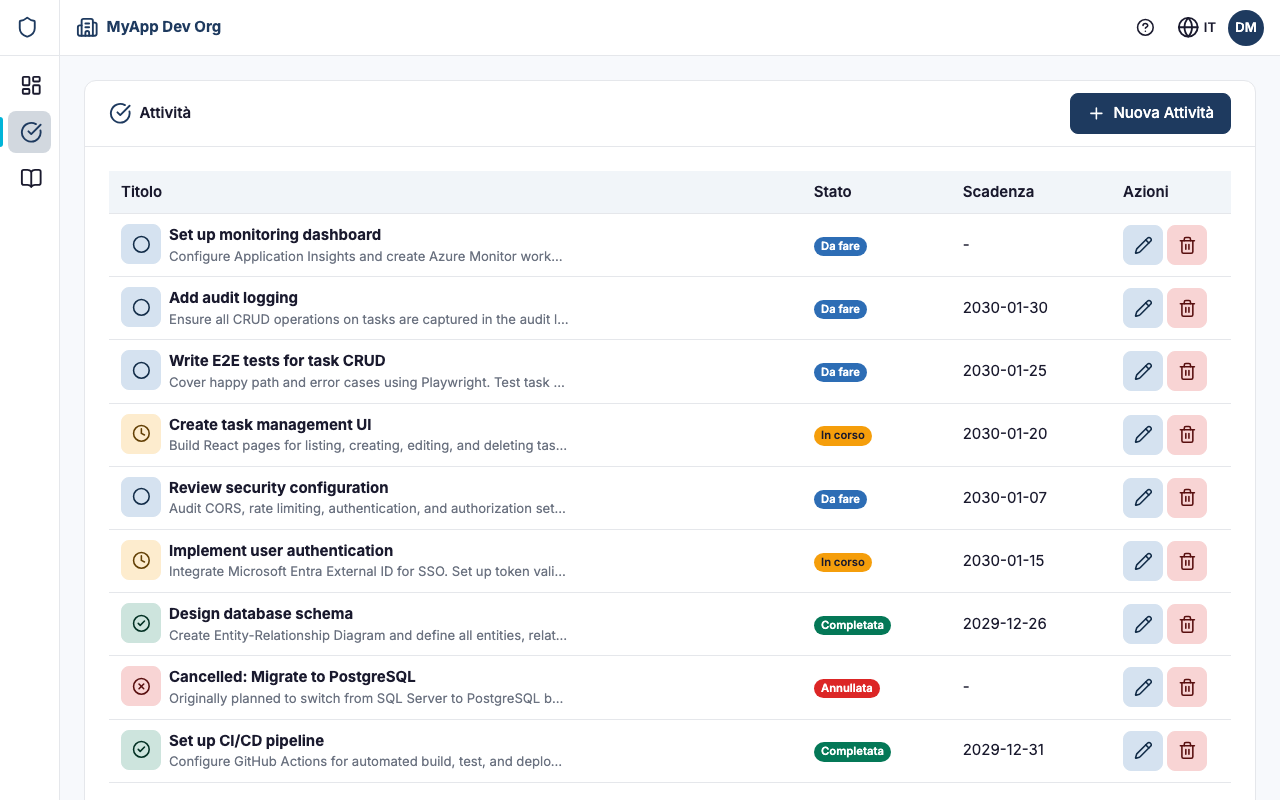 MyApp Dev Org
IT
DM
Attività
Nuova Attività
Titolo Stato Scadenza Azioni
Set up monitoring dashboard
Configure Application Insights and create Azure Monitor work...
Da fare
-
Add audit logging
Ensure all CRUD operations on tasks are captured in the audit l...
Da fare
2030-01-30
Write E2E tests for task CRUD
Cover happy path and error cases using Playwright. Test task ...
Da fare
2030-01-25
Create task management UI
Build React pages for listing, creating, editing, and deleting tas...
In corso
2030-01-20
Review security configuration
Audit CORS, rate limiting, authentication, and authorization set...
Da fare
2030-01-07
Implement user authentication
Integrate Microsoft Entra External ID for SSO. Set up token vali...
In corso
2030-01-15
Design database schema
Create Entity-Relationship Diagram and define all entities, relat...
Completata
2029-12-26
Cancelled: Migrate to PostgreSQL
Originally planned to switch from SQL Server to PostgreSQL b...
Annullata
-
Set up CI/CD pipeline
Configure GitHub Actions for automated build, test, and deplo...
Completata
2029-12-31